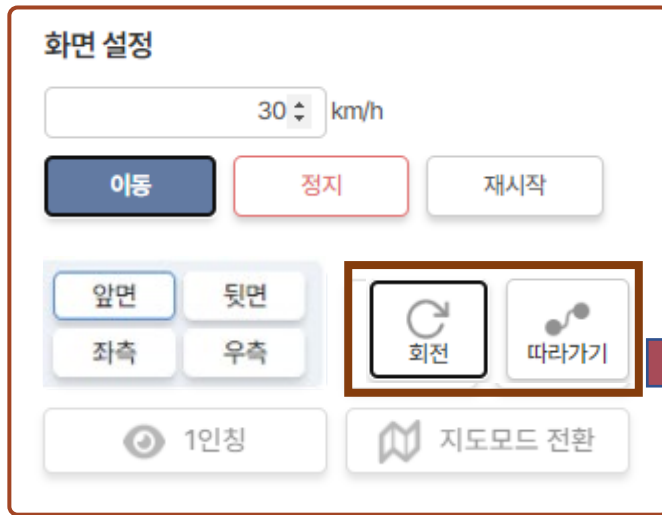 화면 설정
30 km/h
이동 정지 재시작
앞면 뒷면
좌측 우측
회전 따라가기
1인칭 지도모드 전환